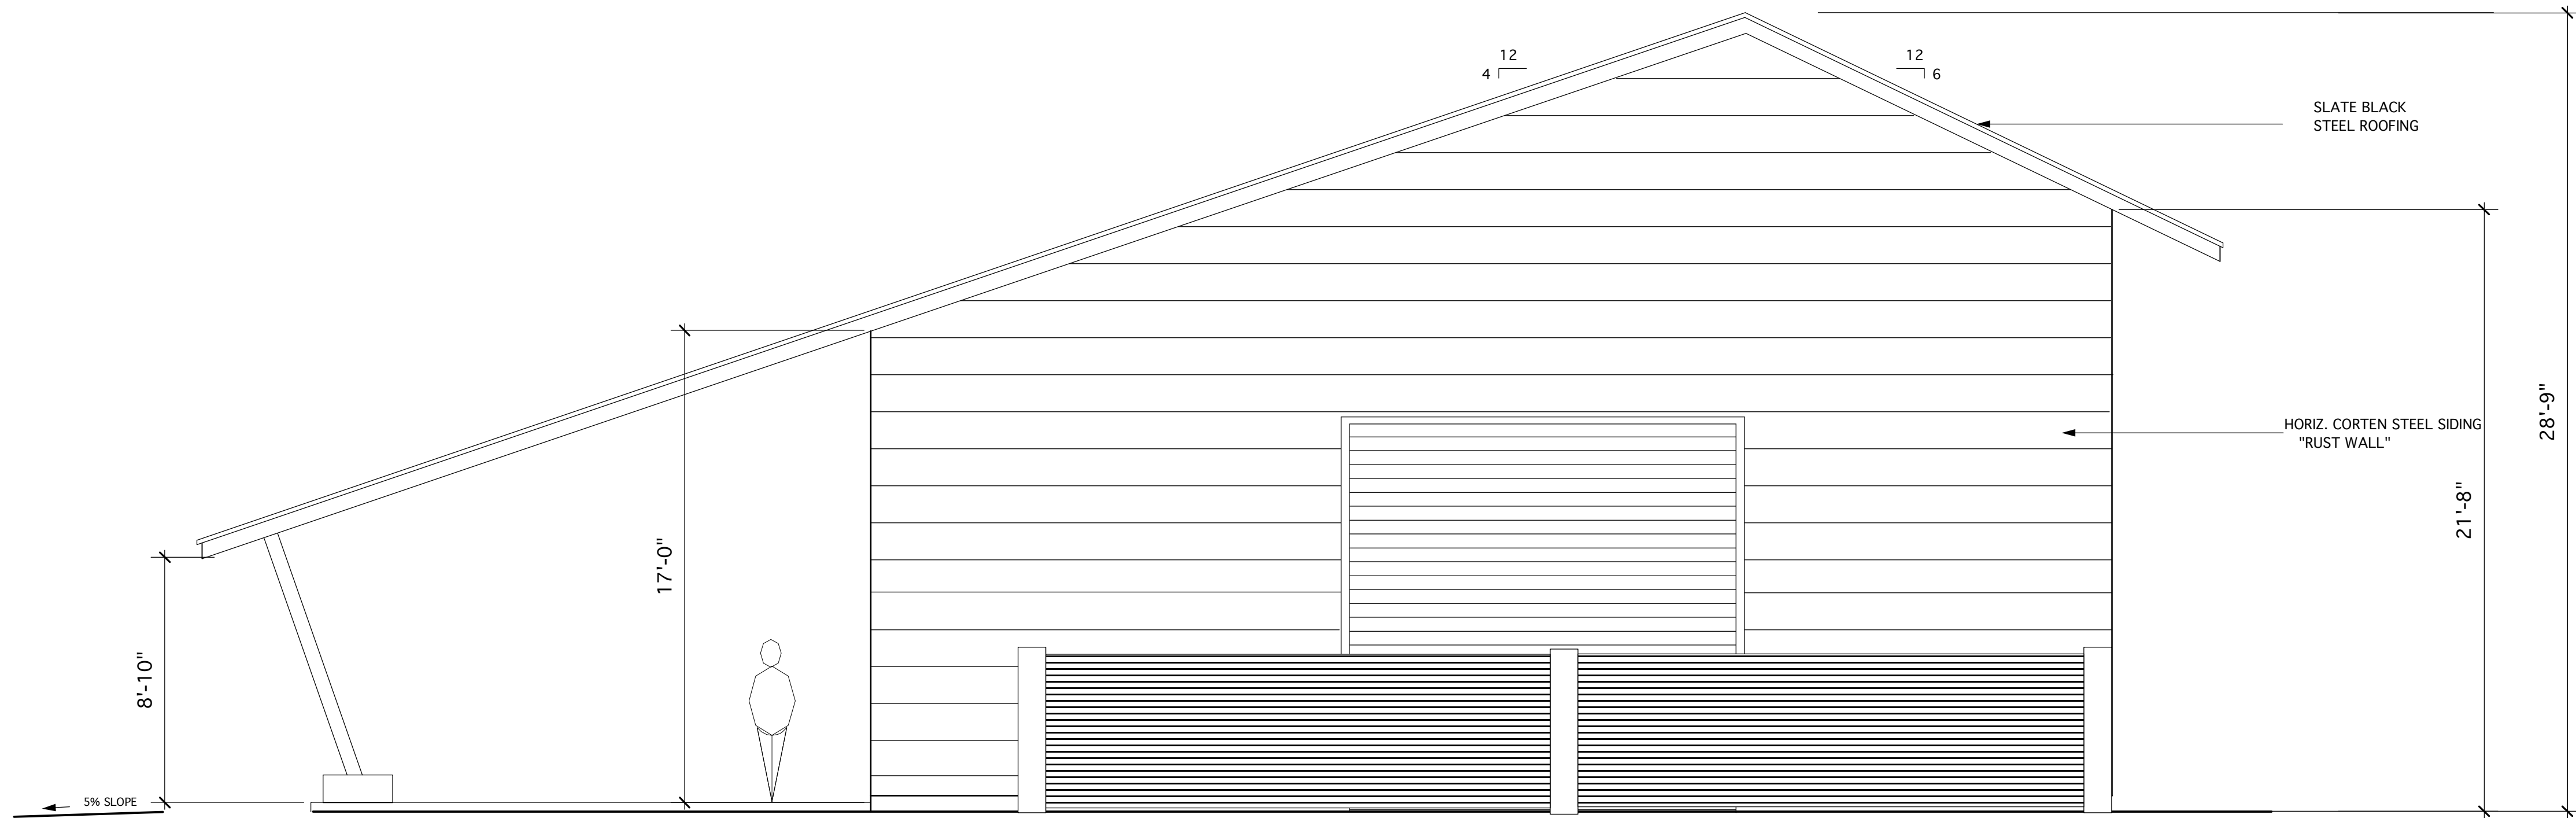 12
4
12
6
SLATE BLACK
STEEL ROOFING
HORIZ. CORTEN STEEL SIDING
"RUST WALL"
28'-9"
21'-8"
17'-0"
8'-10"
5% SLOPE